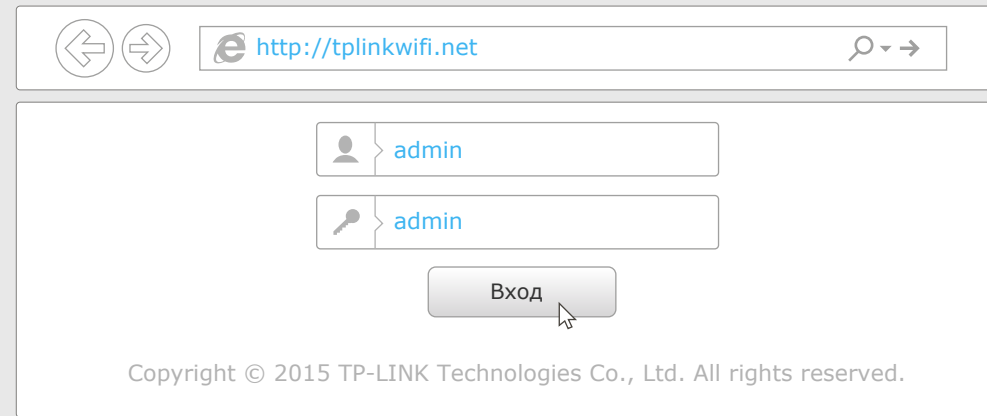 http://tplinkwifi.net
admin
admin
Вход
Copyright © 2015 TP-LINK Technologies Co., Ltd. All rights reserved.